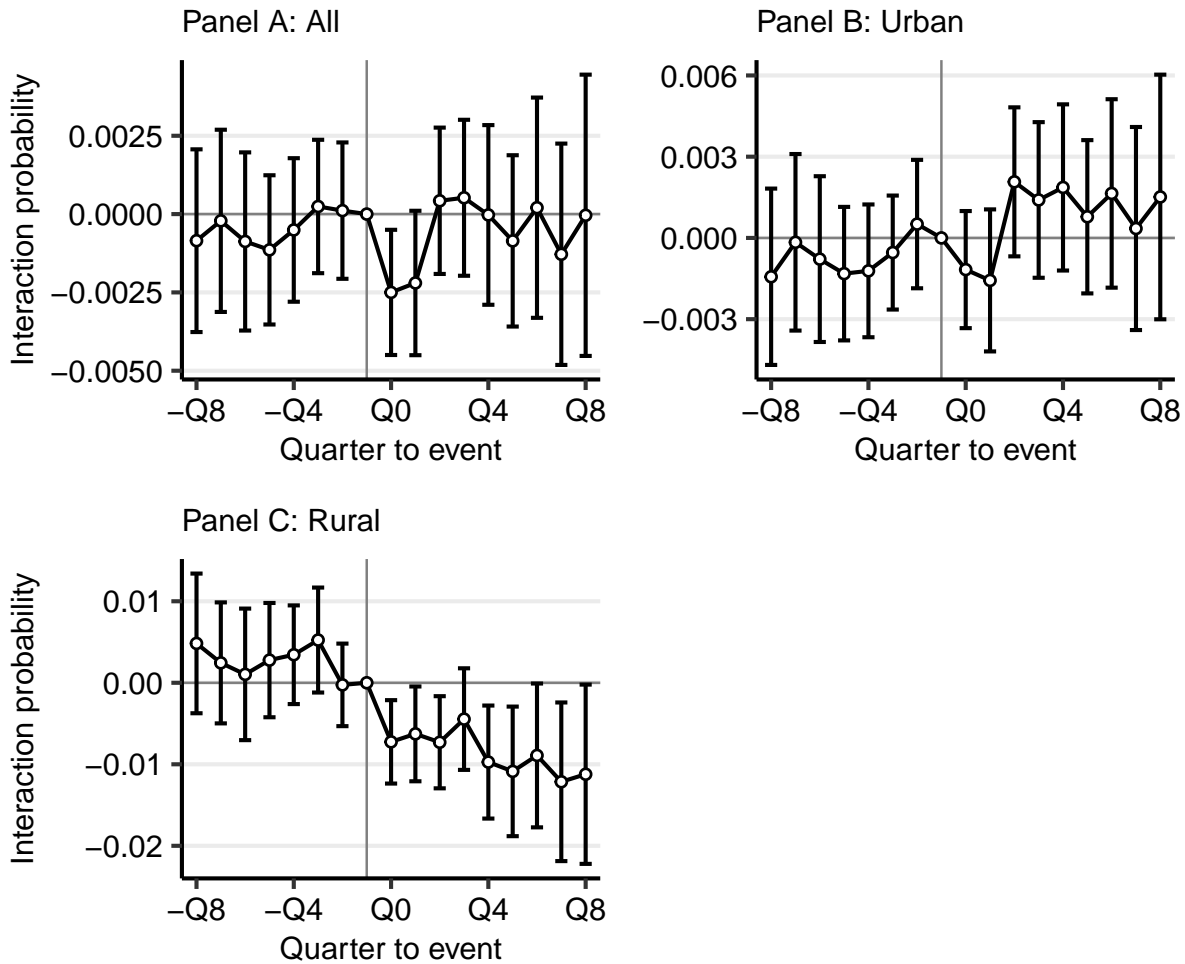 Panel A: All
Interaction probability
0.0025
0.0000
−0.0025
−0.0050
−Q8 −Q4 Q0 Q4 Q8
Quarter to event
Panel B: Urban
0.006
0.003
0.000
−0.003
−Q8 −Q4 Q0 Q4 Q8
Quarter to event
Panel C: Rural
Interaction probability
0.01
0.00
−0.01
−0.02
−Q8 −Q4 Q0 Q4 Q8
Quarter to event